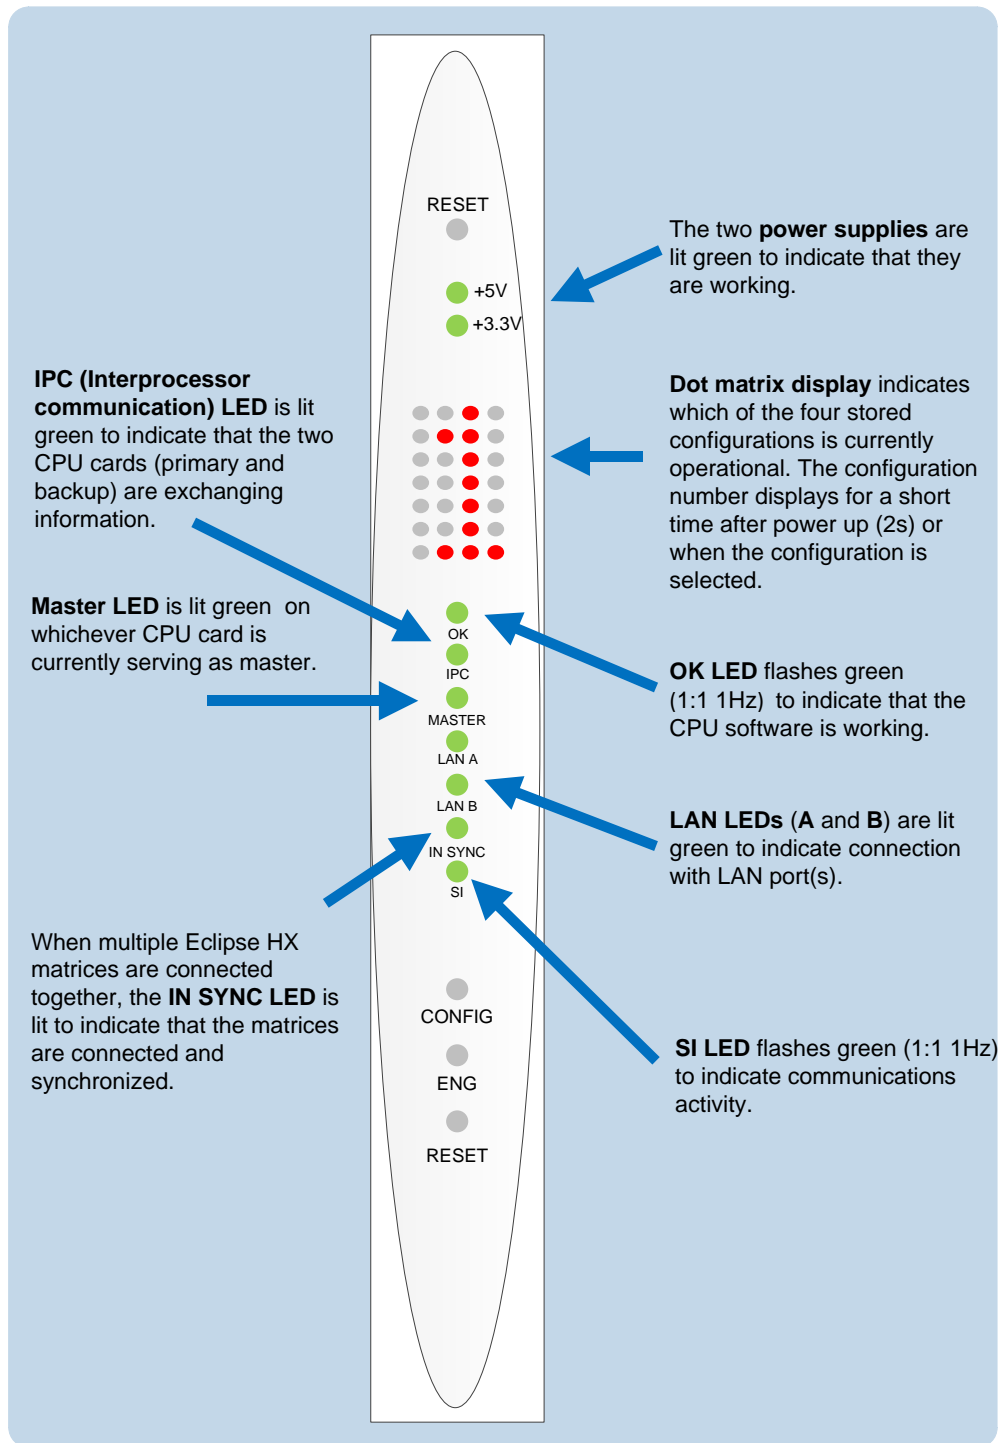 RESET
+5V
+3.3V
The two power supplies are
lit green to indicate that they
are working.
IPC (Interprocessor
communication) LED is lit
green to indicate that the two
CPU cards (primary and
backup) are exchanging
information.
Dot matrix display indicates
which of the four stored
configurations is currently
operational. The configuration
number displays for a short
time after power up (2s) or
when the configuration is
selected.
Master LED is lit green on
whichever CPU card is
currently serving as master.
OK
IPC
MASTER
LAN A
LAN B
IN SYNC
SI
OK LED flashes green
(1:1 1Hz) to indicate that the
CPU software is working.
LAN LEDs (A and B) are lit
green to indicate connection
with LAN port(s).
When multiple Eclipse HX
matrices are connected
together, the IN SYNC LED is
lit to indicate that the matrices
are connected and
synchronized.
SI LED flashes green (1:1 1Hz)
to indicate communications
activity.
CONFIG
ENG
RESET